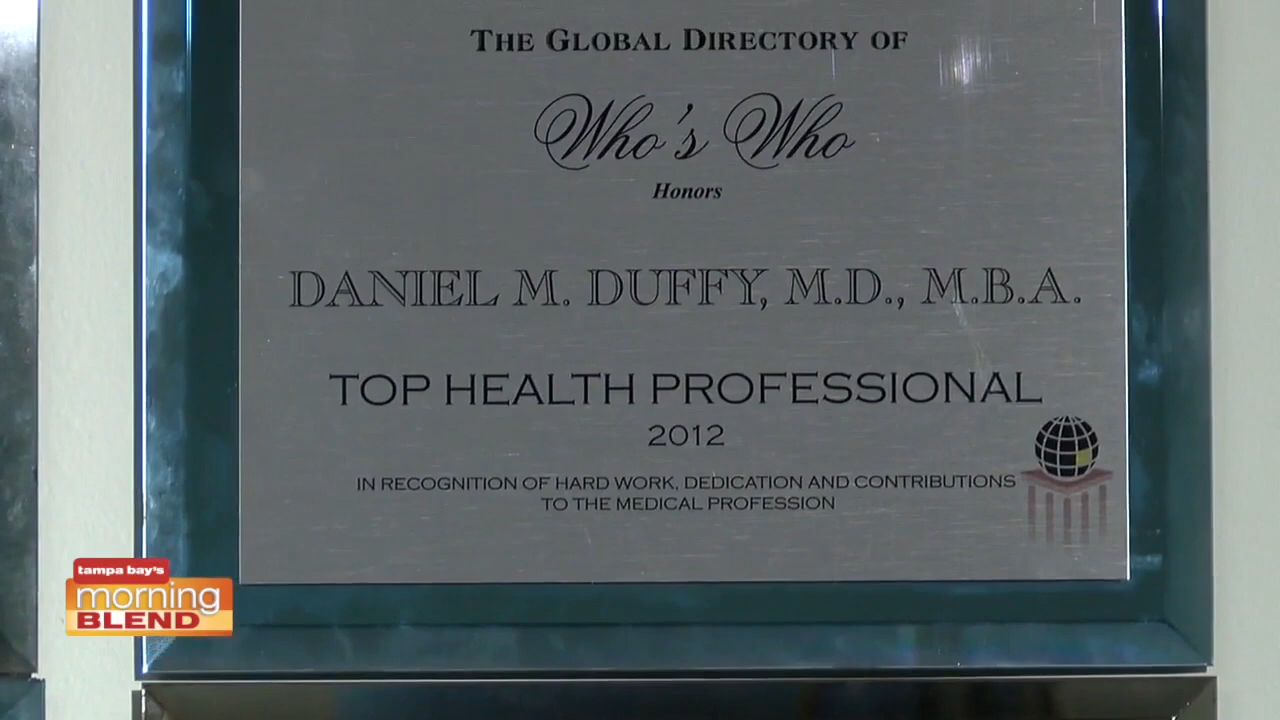 THE GLOBAL DIRECTORY OF
Who's Who
Honors
DANIEL M. DUFFY, M.D., M.B.A.
TOP HEALTH PROFESSIONAL
2012
IN RECOGNITION OF HARD WORK, DEDICATION AND CONTRIBUTIONS
TO THE MEDICAL PROFESSION
tampa bay's
morning
BLEND